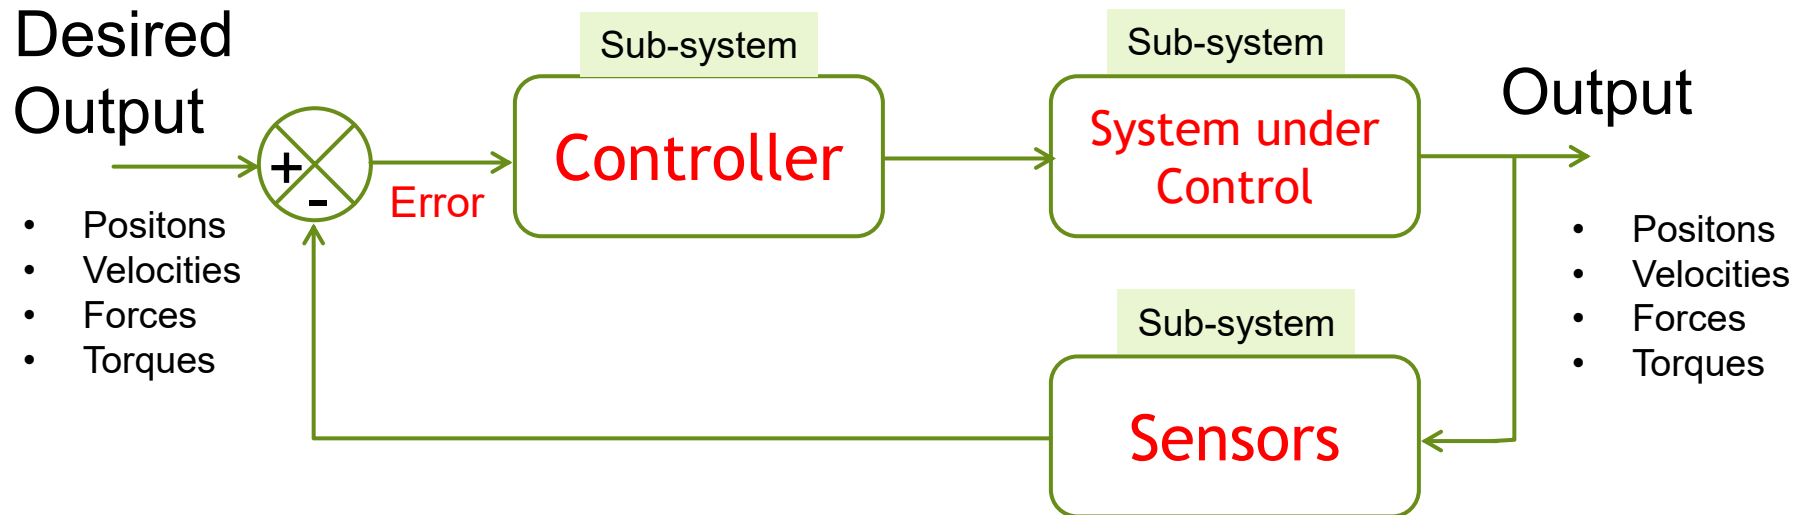 Desired
Output
+
-
Positons
Velocities
Forces
Torques
Error
Sub-system
Controller
Sub-system
System under
Control
Sub-system
Sensors
Output
Positons
Velocities
Forces
Torques